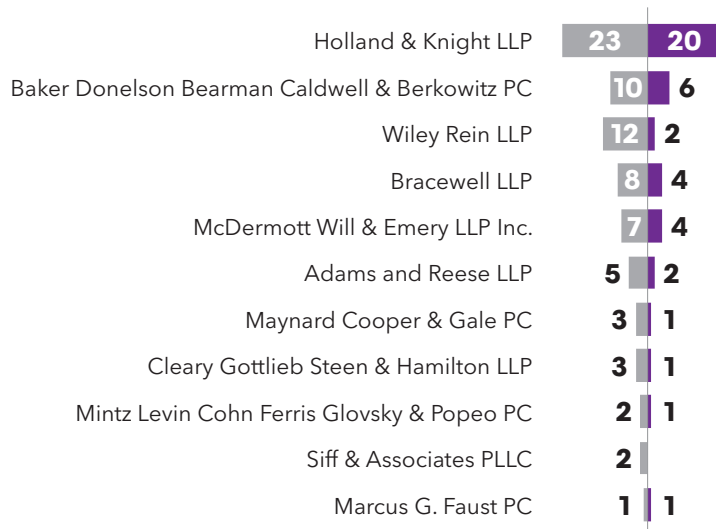 Holland & Knight LLP 23 20
Baker Donelson Bearman Caldwell & Berkowitz PC 10 6
Wiley Rein LLP 12 2
Bracewell LLP 8 4
McDermott Will & Emery LLP Inc. 7 4
Adams and Reese LLP 5 2
Maynard Cooper & Gale PC 3 1
Cleary Gottlieb Steen & Hamilton LLP 3 1
Mintz Levin Cohn Ferris Glovsky & Popeo PC 2 1
Siff & Associates PLLC 2
Marcus G. Faust PC 1 1